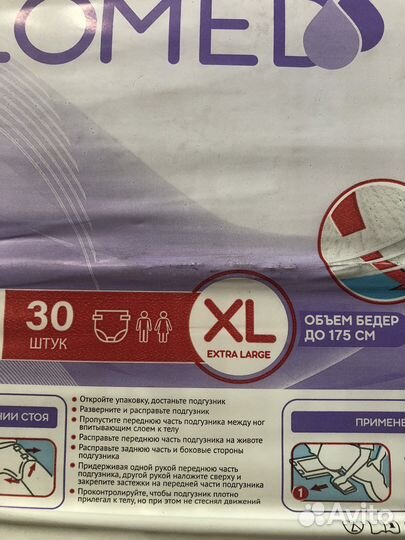 LOMED
30
ШТУК
XL
EXTRA LARGE
ОБЪЕМ БЕДЕР
ДО 175 СМ
НИИ СТОЯ
• Откройте упаковку, достаньте подгузник
• Разверните и расправьте подгузник
• Пропустите переднюю часть подгузника между ног
впитывающим слоем к телу
• Расправьте переднюю часть подгузника на животе
• Расправьте заднюю часть и боковые стороны
подгузника
• Придерживая одной рукой переднюю часть
подгузника, другой рукой наложите сверху и
закрепите застежки на передней части подгузника
• Проконтролируйте, чтобы подгузник плотно
прилегал к телу, но при этом не стеснял движений
ПРИМЕНЕ
1
Avito